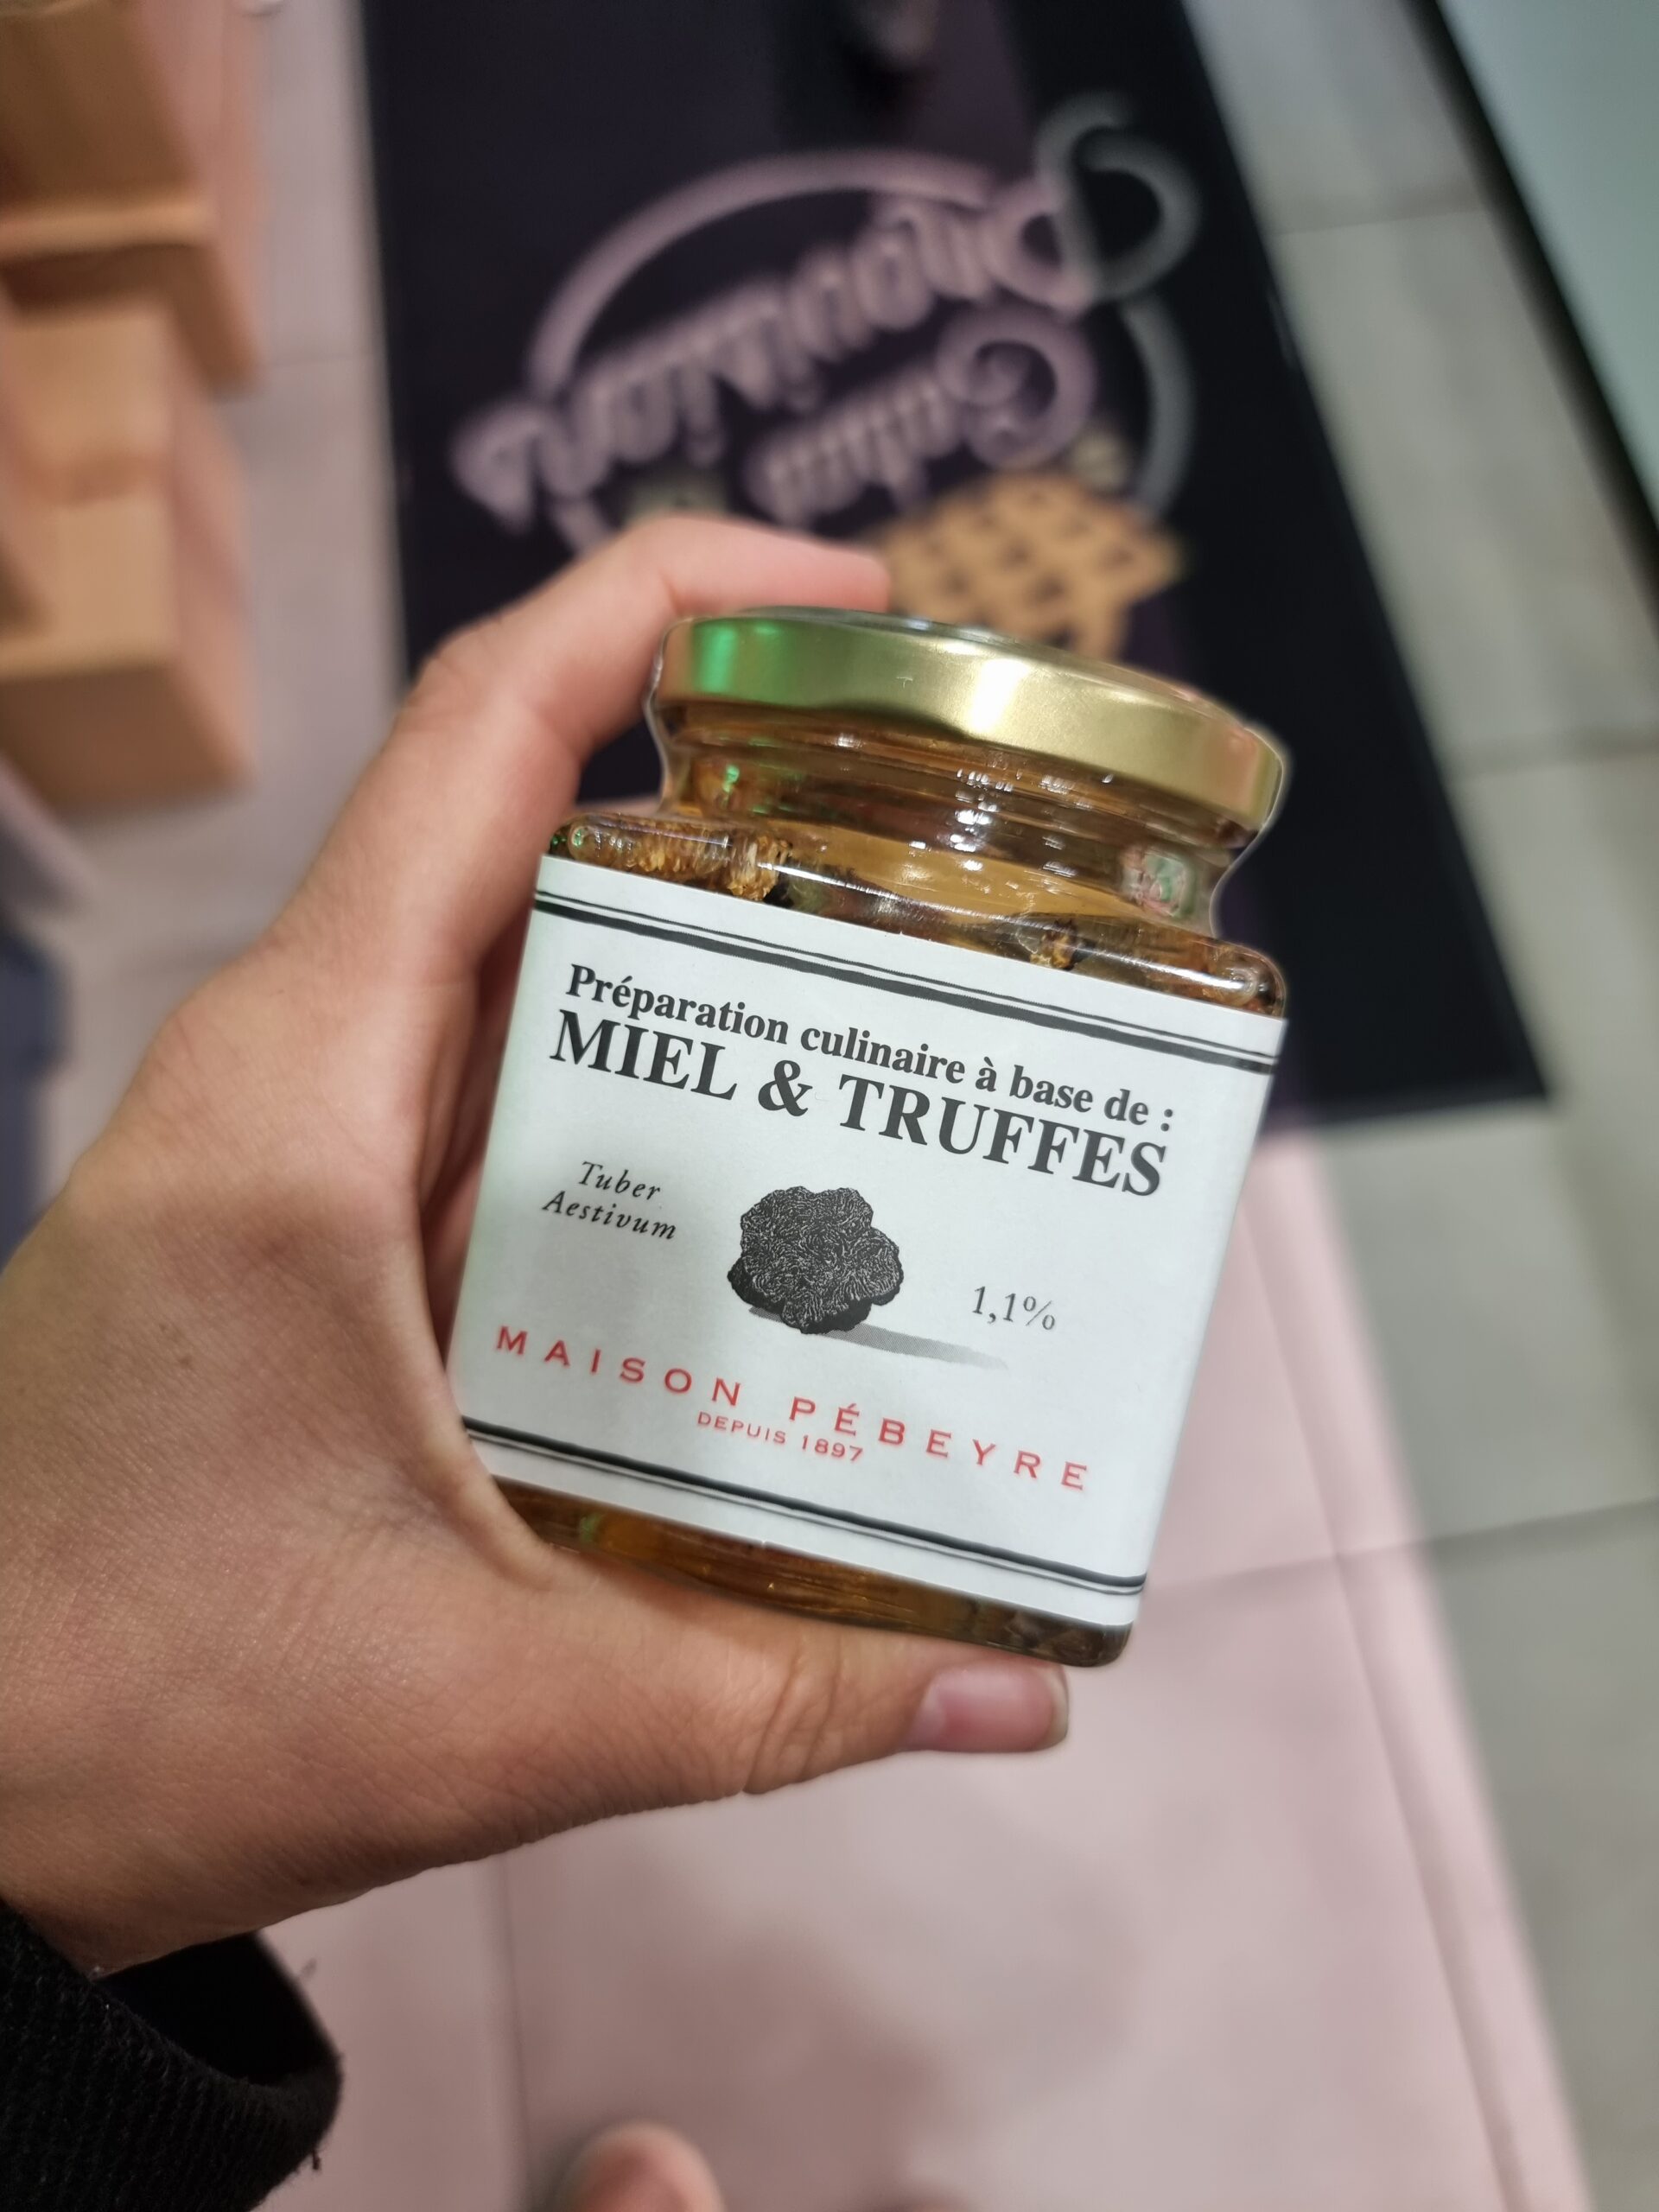 Préparation culinaire à base de :
MIEL & TRUFFES
Tuber
Aestivum
1,1%
MAISON PÉBEYRE
DEPUIS 1897